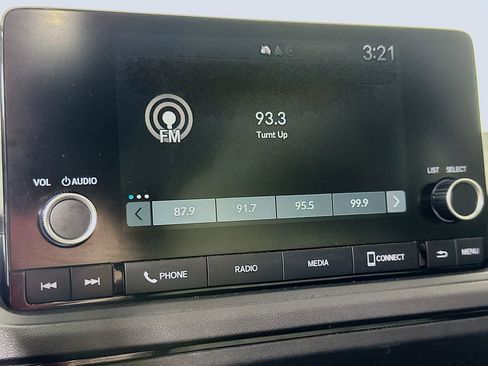 3:21
FM
93.3
Turnt Up
VOL AUDIO
LIST SELECT
87.9 91.7 95.5 99.9
PHONE RADIO MEDIA CONNECT MENU